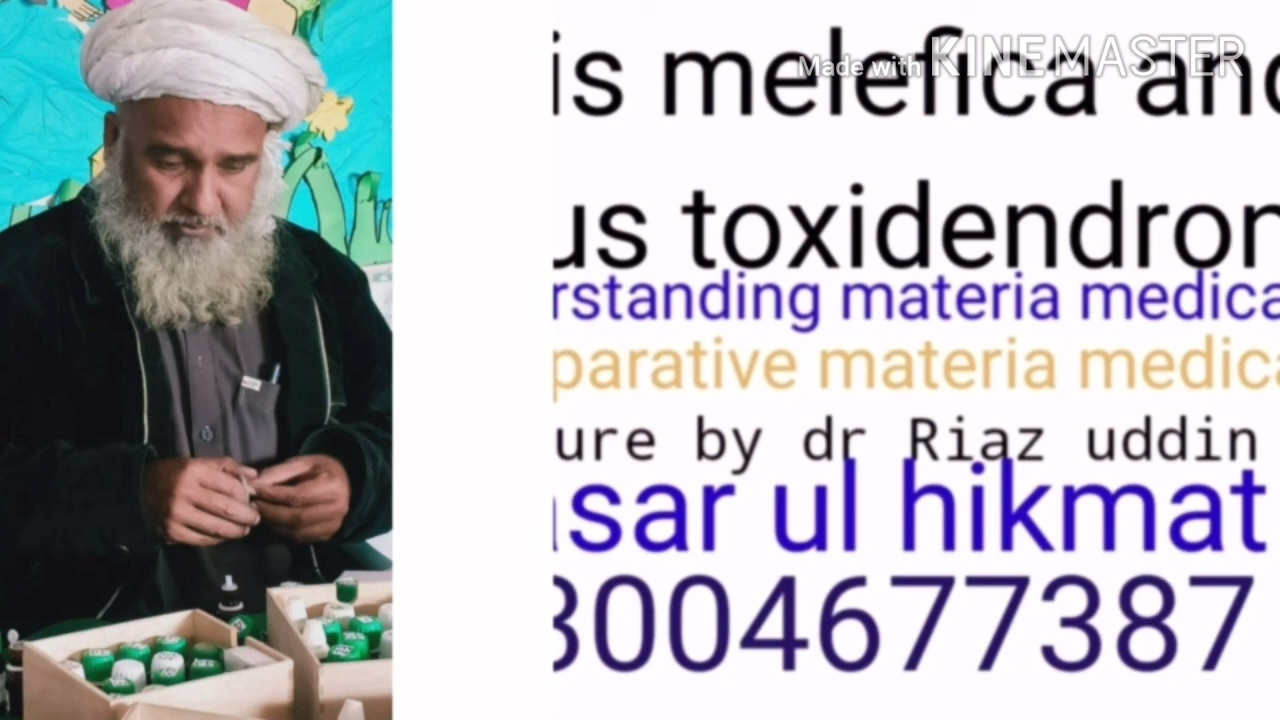 Made with KINEMASTER
is melefica and
us toxidendron
rstanding materia medica
parative materia medica
ure by dr Riaz uddin
asar ul hikmat
3004677387